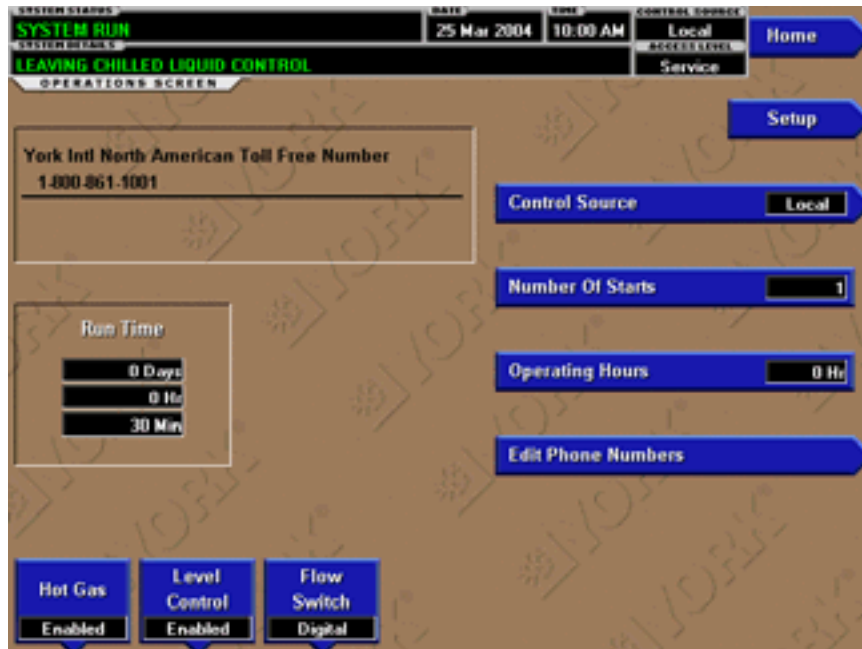 SYSTEM STATUS
SYSTEM RUN
SYSTEM DETAILS
LEAVING CHILLED LIQUID CONTROL
DATE
25 Mar 2004
TIME
10:00 AM
CONTROL SOURCE
Local
ACCESS LEVEL
Service
Home
OPERATIONS SCREEN
Setup
York Intl North American Toll Free Number
1-800-861-1001
Control Source
Local
Number Of Starts
1
Run Time
0 Days
0 Hr
30 Min
Operating Hours
0 Hr
Edit Phone Numbers
Hot Gas
Enabled
Level
Control
Enabled
Flow
Switch
Digital
YORK